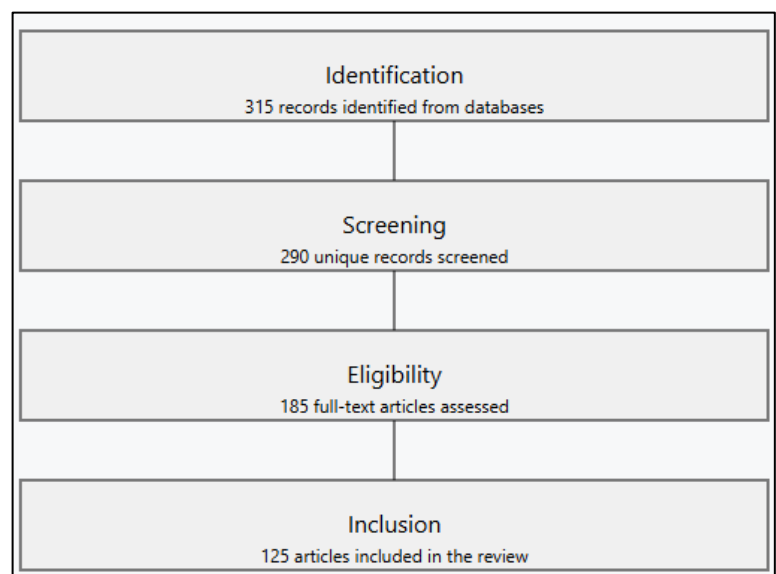 Identification
315 records identified from databases
Screening
290 unique records screened
Eligibility
185 full-text articles assessed
Inclusion
125 articles included in the review